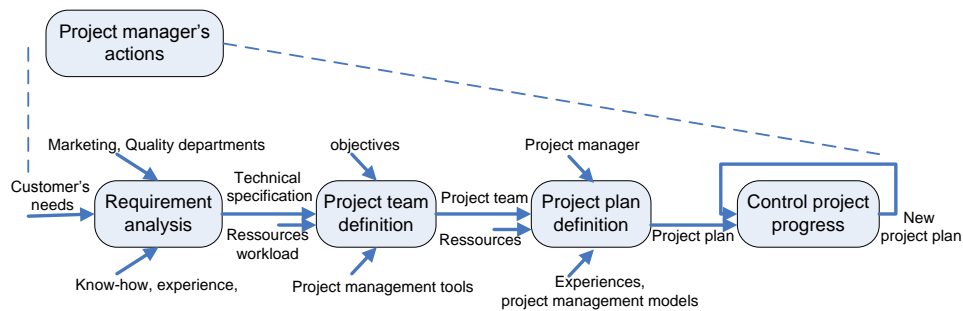 Project manager's
actions
Marketing, Quality departments
objectives
Project manager
Customer's
needs
Requirement
analysis
Technical
specification
Ressources
workload
Project team
definition
Project team
Ressources
Project plan
definition
Project plan
Control project
progress
New
project plan
Know-how, experience,
Project management tools
Experiences,
project management models